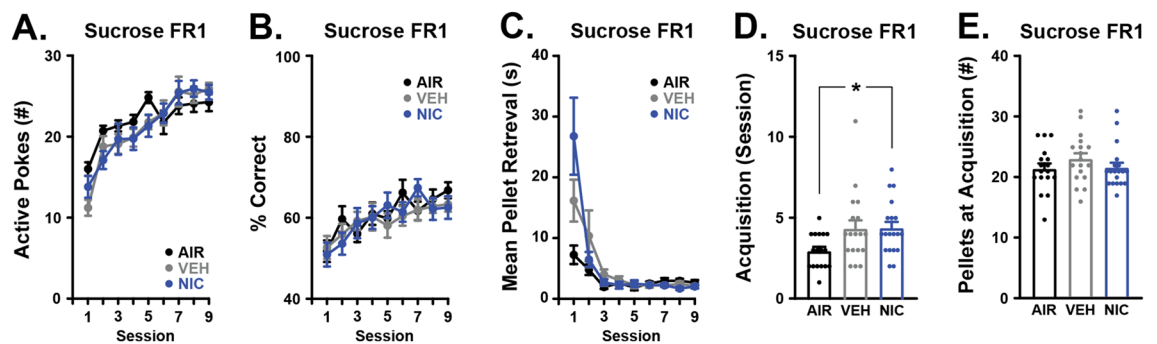 A.
Sucrose FR1
Active Pokes (#)
30
20
10
0
1 3 5 7 9
Session
AIR
VEH
NIC
B.
Sucrose FR1
% Correct
100
80
60
40
1 3 5 7 9
Session
AIR
VEH
NIC
C.
Sucrose FR1
Mean Pellet Retreval (s)
40
30
20
10
0
1 3 5 7 9
Session
AIR
VEH
NIC
D.
Sucrose FR1
Acquisition (Session)
15
10
5
0
*
AIR VEH NIC
E.
Sucrose FR1
Pellets at Acquisition (#)
40
30
20
10
0
AIR VEH NIC